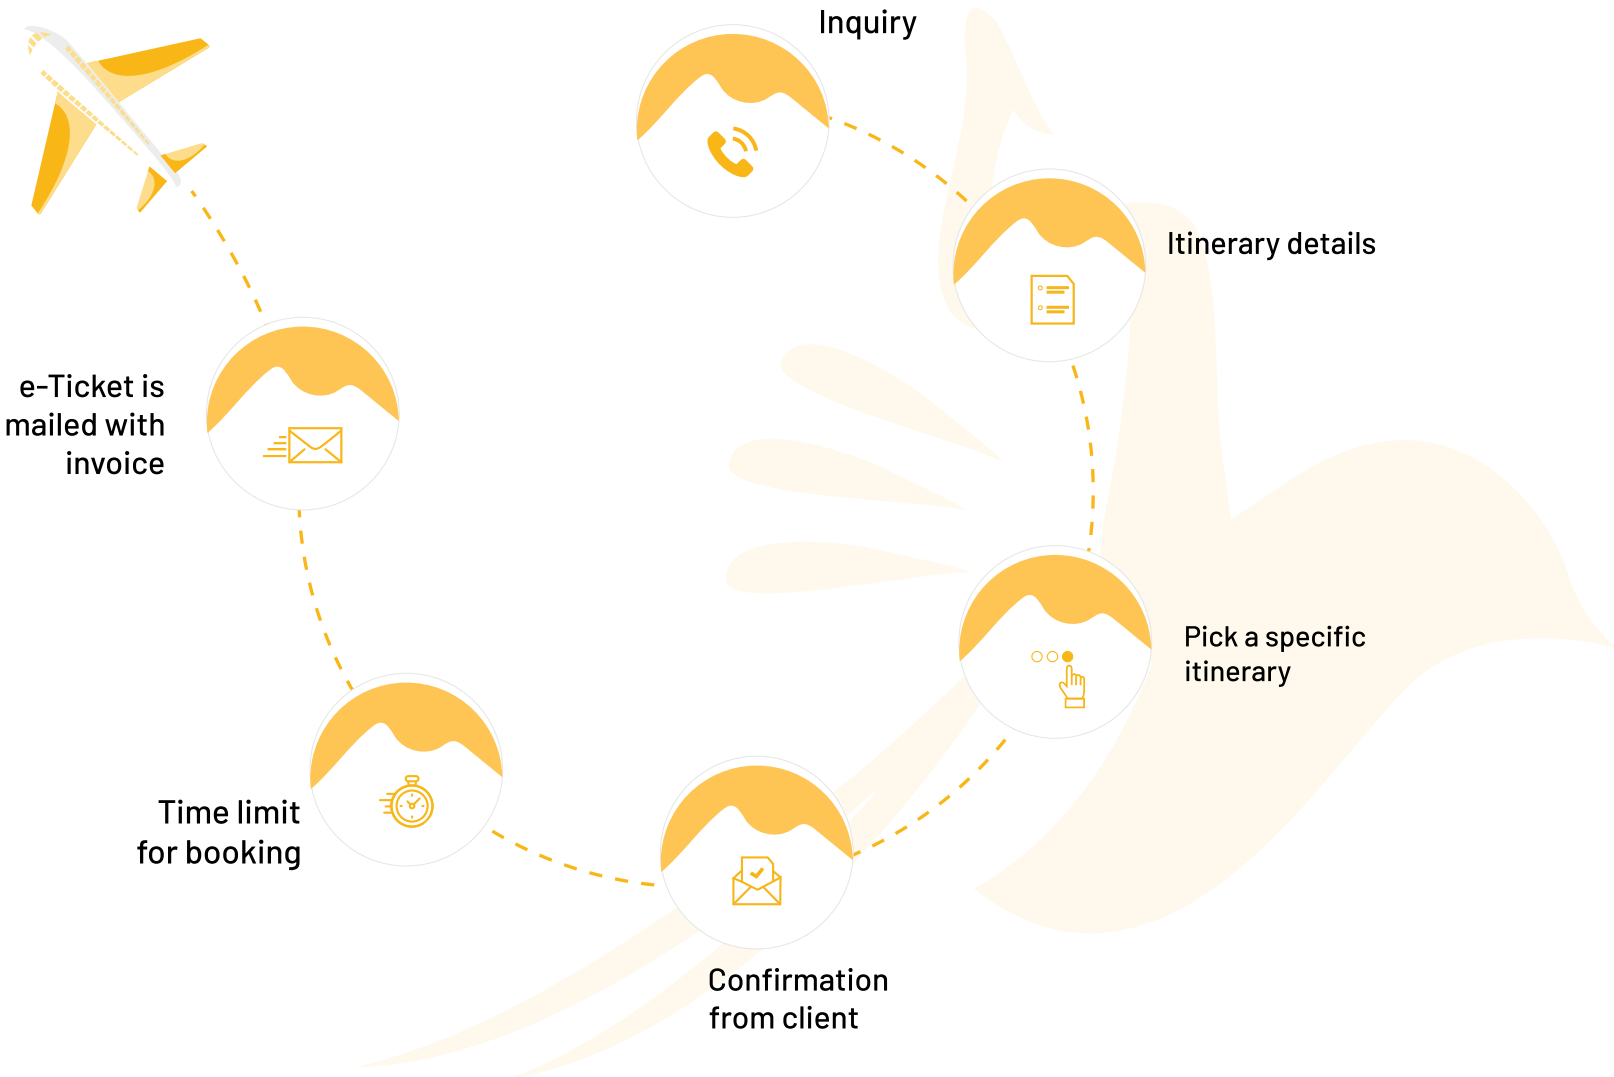 Inquiry
Itinerary details
Pick a specific
itinerary
Confirmation
from client
Time limit
for booking
e-Ticket is
mailed with
invoice